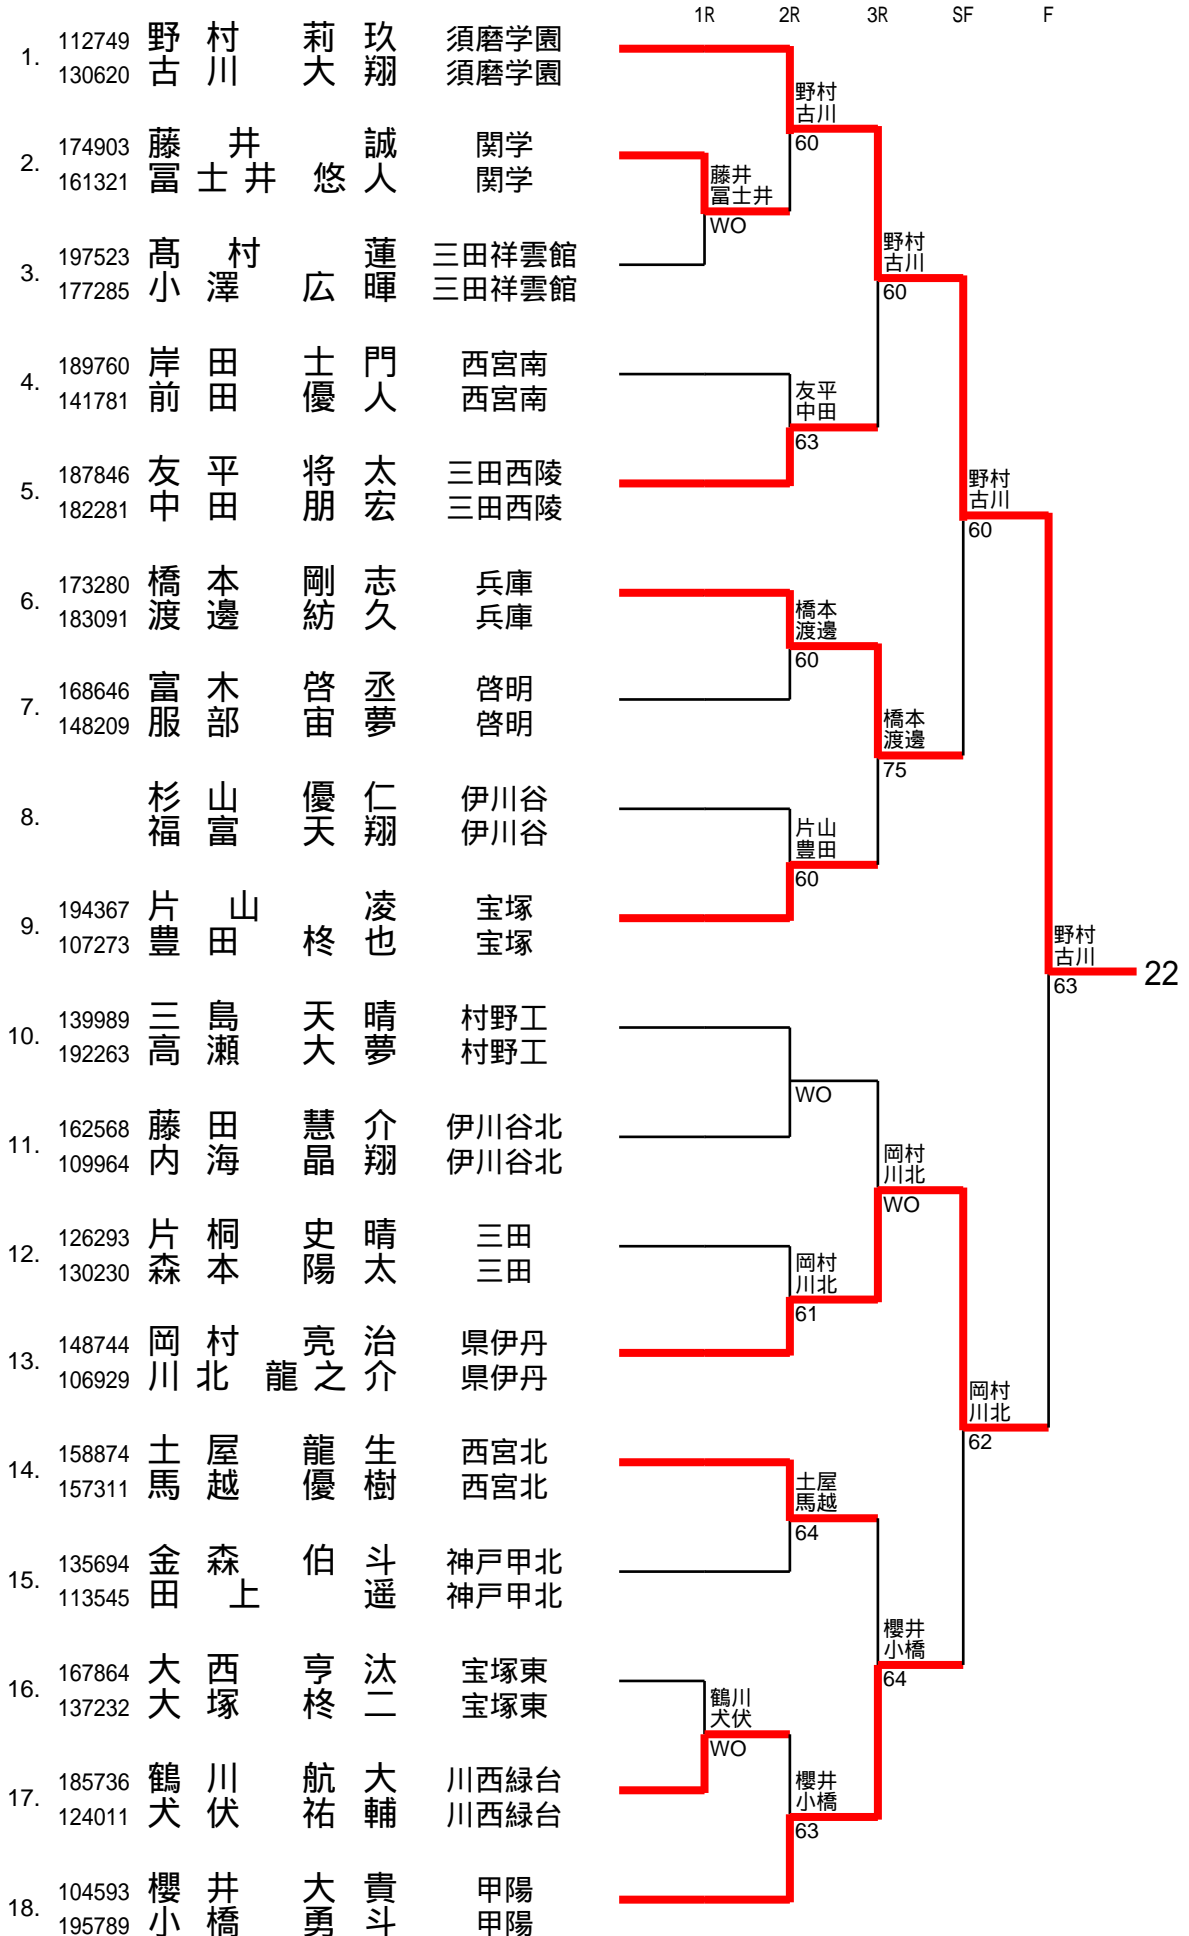 1R 2R 3R SF F
1. 112749 野村 莉玖 須磨学園
130620 古川 大翔 須磨学園
2. 174903 藤井 誠 関学
161321 冨士井 悠人 関学
3. 197523 髙村 蓮 三田祥雲館
177285 小澤 広暉 三田祥雲館
4. 189760 岸田 士門 西宮南
141781 前田 優人 西宮南
5. 187846 友平 将太 三田西陵
182281 中田 朋宏 三田西陵
6. 173280 橋本 剛志 兵庫
183091 渡邊 紡久 兵庫
7. 168646 富木 啓丞 啓明
148209 服部 宙夢 啓明
8. 杉山 優仁 伊川谷
福富 天翔 伊川谷
9. 194367 片山 凌 宝塚
107273 豊田 柊也 宝塚
10. 139989 三島 天晴 村野工
192263 高瀬 大夢 村野工
11. 162568 藤田 慧介 伊川谷北
109964 内海 晶翔 伊川谷北
12. 126293 片桐 史晴 三田
130230 森本 陽太 三田
13. 148744 岡村 亮治 県伊丹
106929 川北 龍之介 県伊丹
14. 158874 土屋 龍生 西宮北
157311 馬越 優樹 西宮北
15. 135694 金森 伯斗 神戸甲北
113545 田上 遥 神戸甲北
16. 167864 大西 亨汰 宝塚東
137232 大塚 柊二 宝塚東
17. 185736 鶴川 航大 川西緑台
124011 犬伏 祐輔 川西緑台
18. 104593 櫻井 大貴 甲陽
195789 小橋 勇斗 甲陽
藤井
冨士井
WO
鶴川
犬伏
WO
野村
古川
60
友平
中田
63
橋本
渡邊
60
片山
豊田
60
WO
岡村
川北
61
土屋
馬越
64
櫻井
小橋
63
野村
古川
60
橋本
渡邊
75
岡村
川北
WO
櫻井
小橋
64
野村
古川
60
岡村
川北
62
野村
古川
63
22